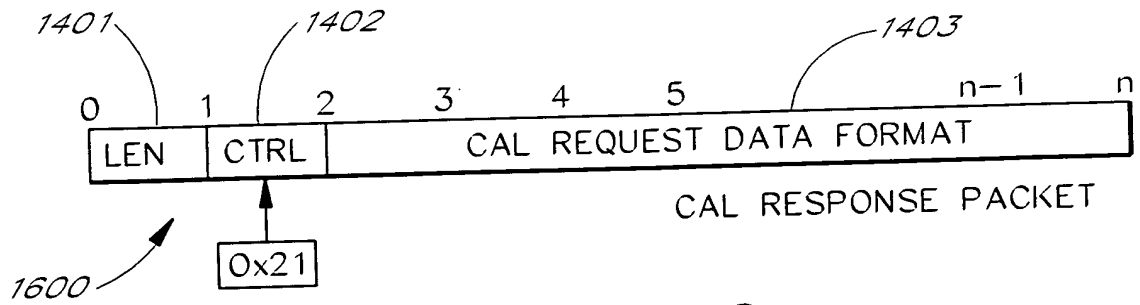 1401 1402 1403
0 1 2 3 4 5 n-1 n
LEN CTRL CAL REQUEST DATA FORMAT
CAL RESPONSE PACKET
0x21
1600